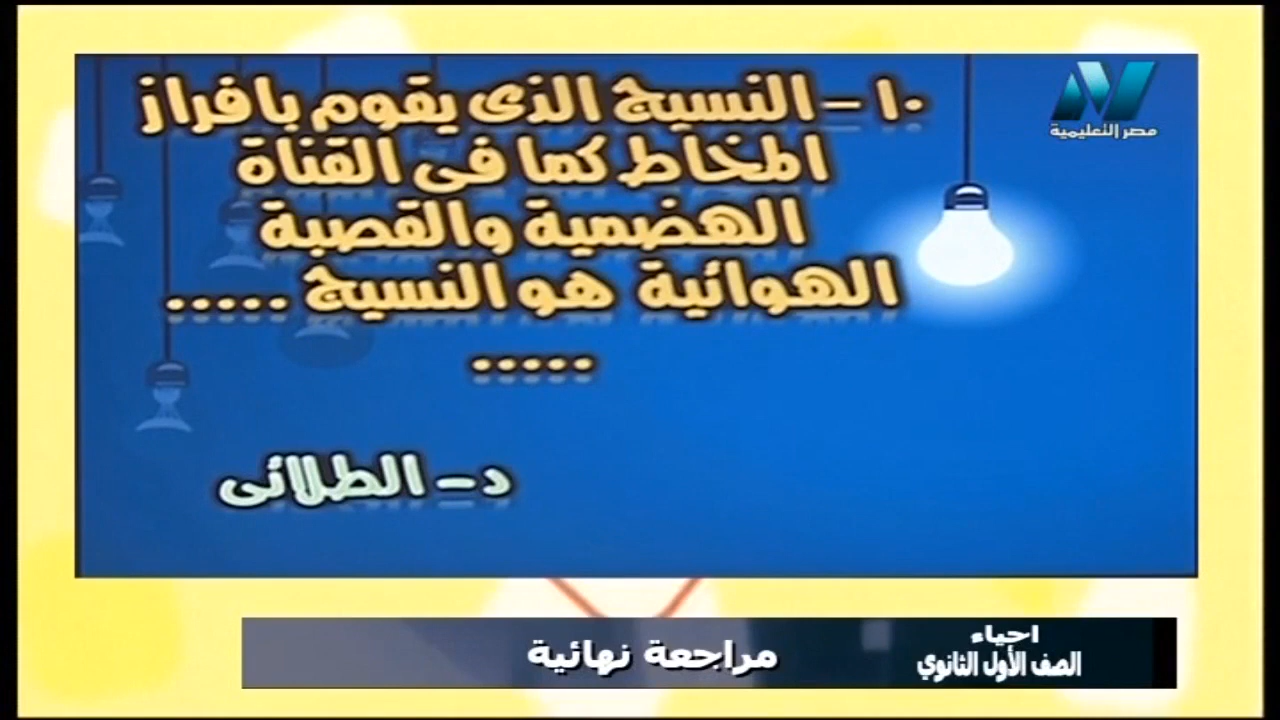 ١٠ – النسيج الذى يقوم بافراز
المخاط كما فى القناة
الهضمية والقصبة
الهوائية هو النسيج .....
.....
د – الطلائى
مصر التعليمية
احياء
الصف الأول الثانوي
مراجعة نهائية